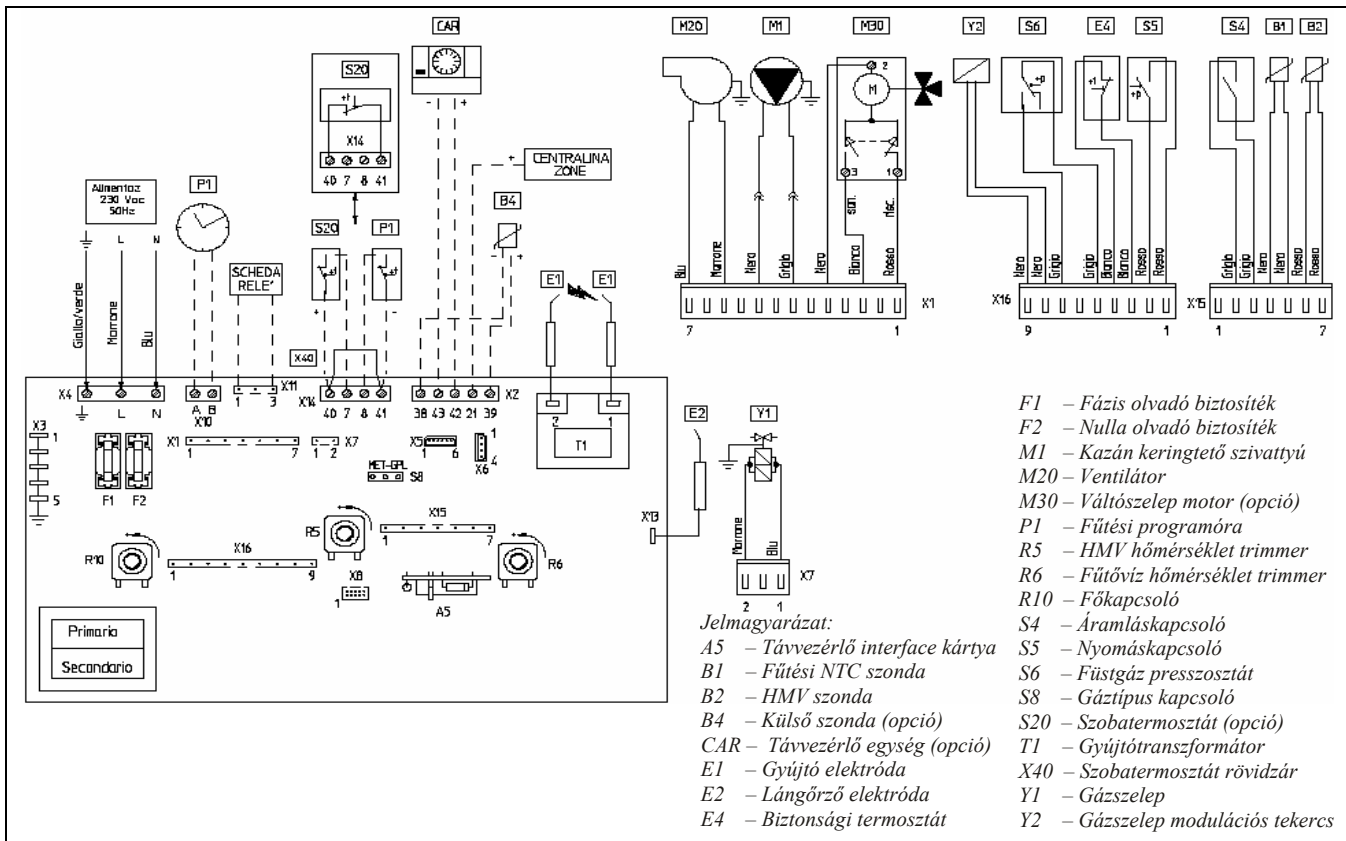 CAR
M20
M1
M30
Y2
S6
E4
S5
S4
B1
B2
S20
+t
X14
40 7 8 41
- +
2
M
3 1
+p
+t
+p
Alimentaz
230 Vac
50Hz
P1
L N
SCHEDA
RELE'
S20
P1
+t
+t
+ -
CENTRALINA
ZONE
+
B4
+
E1 E1
san.
risc.
Blu
Marrone
Nero
Grigio
Nero
Bianco
Rosso
X1
7 1
Nero
Nero
Grigio
Grigio
Bianco
Bianco
Rosso
Rosso
X16
9 1
Grigio
Grigio
Nero
Nero
Rosso
Rosso
X15
1 7
Giallo/verde
Marrone
Blu
X40
X4
L N
A B
X10
X11
1 3
X14
40 7 8 41
X2
38 43 42 21 39
2 1
T1
X3
1
5
X1
1 7
X7
1 2
X5
1 6
X6
1
4
MET-GPL
S8
F1 F2
R5
X15
1 7
R10
X16
1 9
X8
1
A5
R6
X13
E2
Y1
Marrone
Blu
X7
2 1
Primario
Secondario
Jelmagyarázat:
A5 – Távvezérlő interface kártya
B1 – Fűtési NTC szonda
B2 – HMV szonda
B4 – Külső szonda (opció)
CAR – Távvezérlő egység (opció)
E1 – Gyújtó elektróda
E2 – Lángőrző elektróda
E4 – Biztonsági termosztát
F1 – Fázis olvadó biztosíték
F2 – Nulla olvadó biztosíték
M1 – Kazán keringtető szivattyú
M20 – Ventilátor
M30 – Váltószelep motor (opció)
P1 – Fűtési programóra
R5 – HMV hőmérséklet trimmer
R6 – Fűtővíz hőmérséklet trimmer
R10 – Főkapcsoló
S4 – Áramláskapcsoló
S5 – Nyomáskapcsoló
S6 – Füstgáz presszosztát
S8 – Gáztípus kapcsoló
S20 – Szobatermosztát (opció)
T1 – Gyújtótranszformátor
X40 – Szobatermosztát rövidzár
Y1 – Gázszelep
Y2 – Gázszelep modulációs tekercs